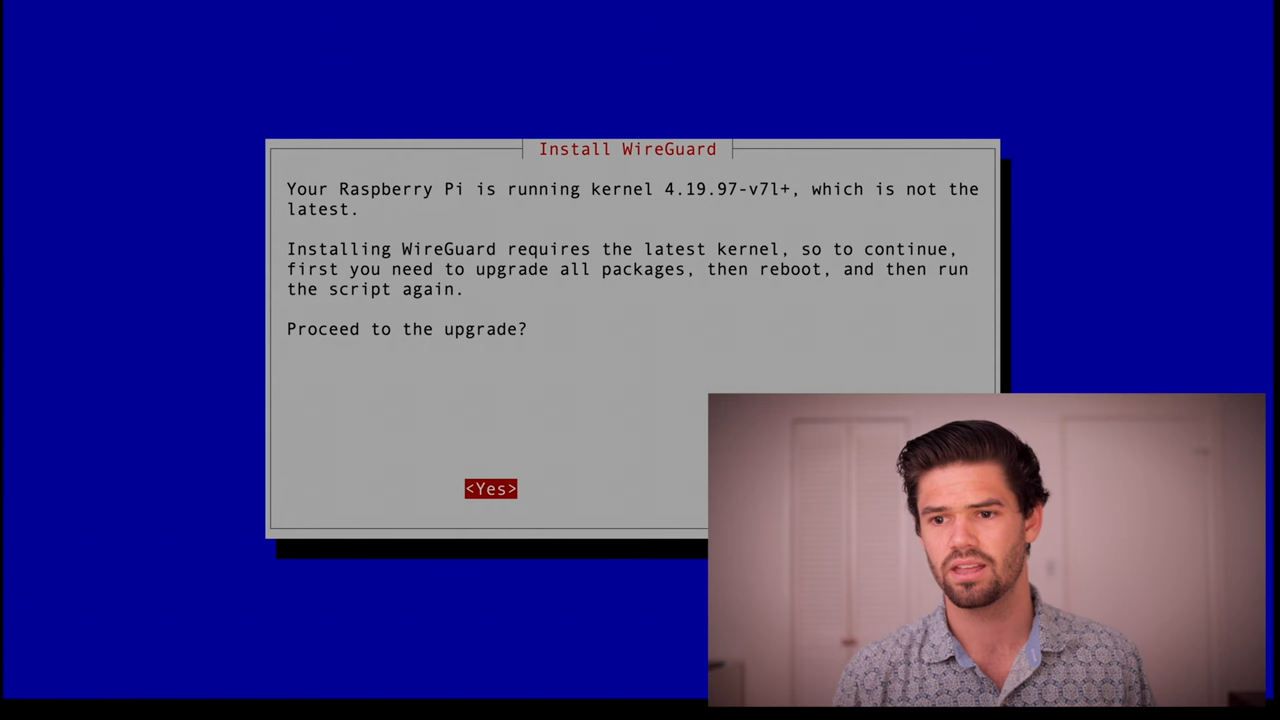 Install WireGuard
Your Raspberry Pi is running kernel 4.19.97-v7l+, which is not the
latest.
Installing WireGuard requires the latest kernel, so to continue,
first you need to upgrade all packages, then reboot, and then run
the script again.
Proceed to the upgrade?
<Yes>